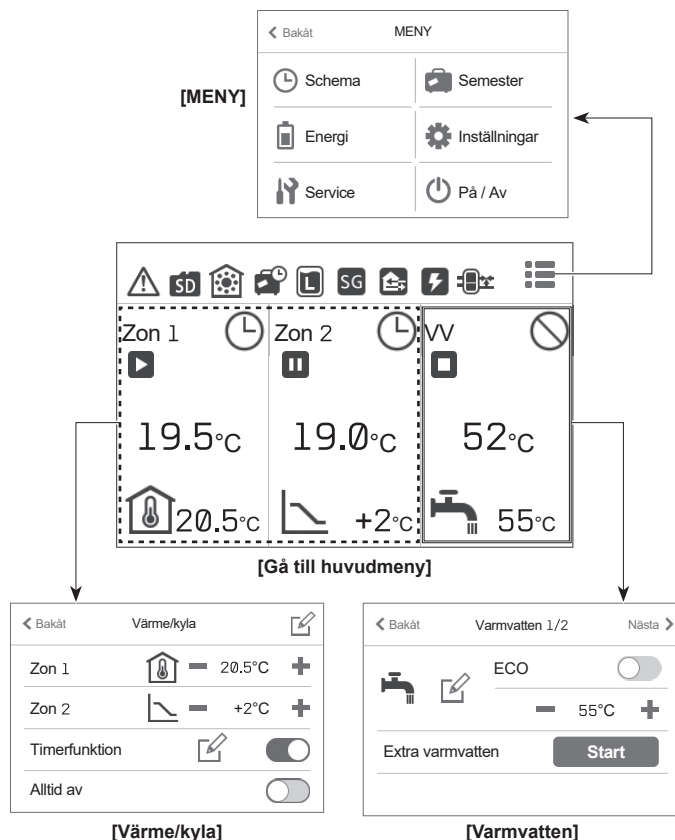 Bakåt MENY
[MENY]
Schema Semester
Energi Inställningar
Service På / Av
SD L SG
Zon 1 Zon 2 VV
19.5°C 19.0°C 52°C
20.5°C +2°C 55°C
[Gå till huvudmeny]
Bakåt Värme/kyla
Zon 1 20.5°C
Zon 2 +2°C
Timerfunktion
Alltid av
[Värme/kyla]
Bakåt Varmvatten 1/2 Nästa
ECO
55°C
Extra varmvatten Start
[Varmvatten]